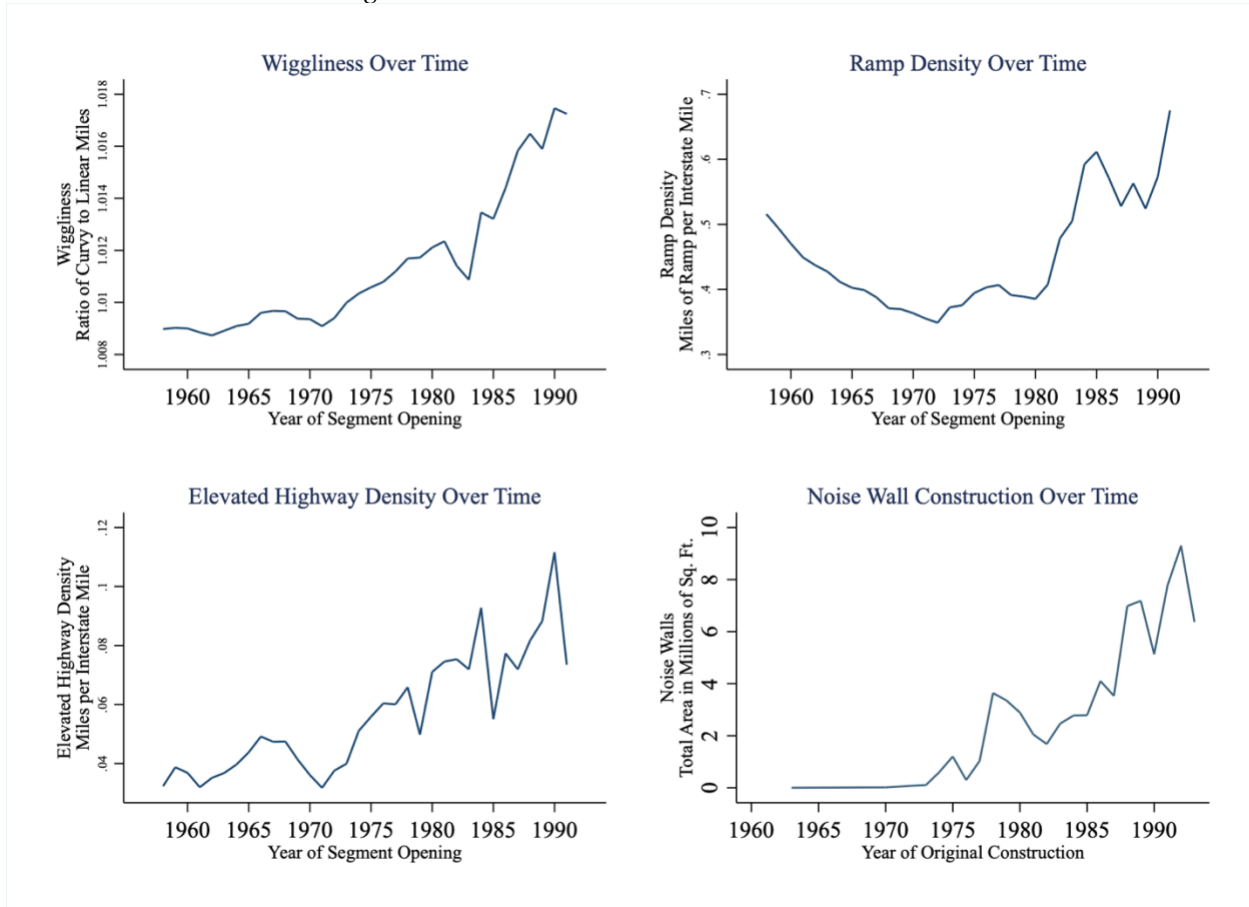 Wiggliness Over Time
Wiggliness
Ratio of Curvy to Linear Miles
1.018
1.016
1.014
1.012
1.01
1.008
1960 1965 1970 1975 1980 1985 1990
Year of Segment Opening
Ramp Density Over Time
Ramp Density
Miles of Ramp per Interstate Mile
.7
.6
.5
.4
.3
1960 1965 1970 1975 1980 1985 1990
Year of Segment Opening
Elevated Highway Density Over Time
Elevated Highway Density
Miles per Interstate Mile
.12
.1
.08
.06
.04
1960 1965 1970 1975 1980 1985 1990
Year of Segment Opening
Noise Wall Construction Over Time
Noise Walls
Total Area in Millions of Sq. Ft.
10
8
6
4
2
0
1960 1965 1970 1975 1980 1985 1990
Year of Original Construction